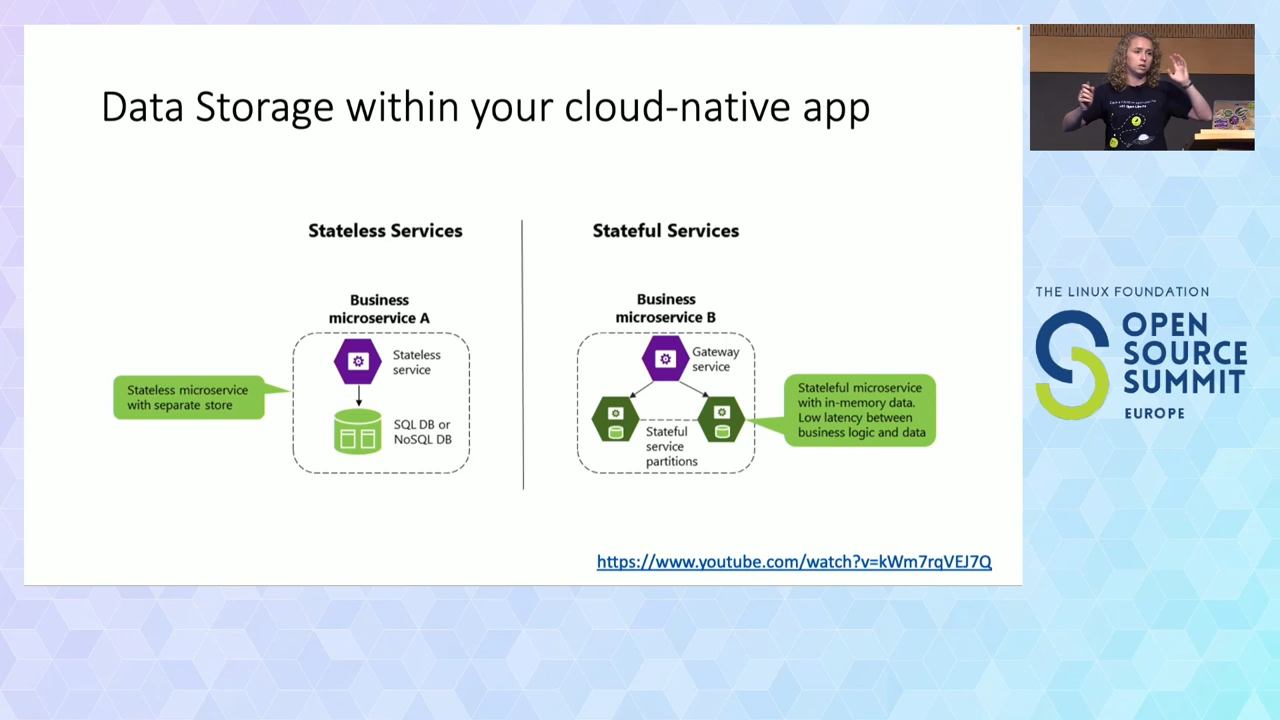 Data Storage within your cloud-native app
Stateless Services
Business
microservice A
Stateless
service
Stateless microservice
with separate store
SQL DB or
NoSQL DB
Stateful Services
Business
microservice B
Gateway
service
Stateful
service
partitions
Stateleful microservice
with in-memory data.
Low latency between
business logic and data
https://www.youtube.com/watch?v=kWm7rqVEJ7Q
THE LINUX FOUNDATION
OPEN
SOURCE
SUMMIT
EUROPE